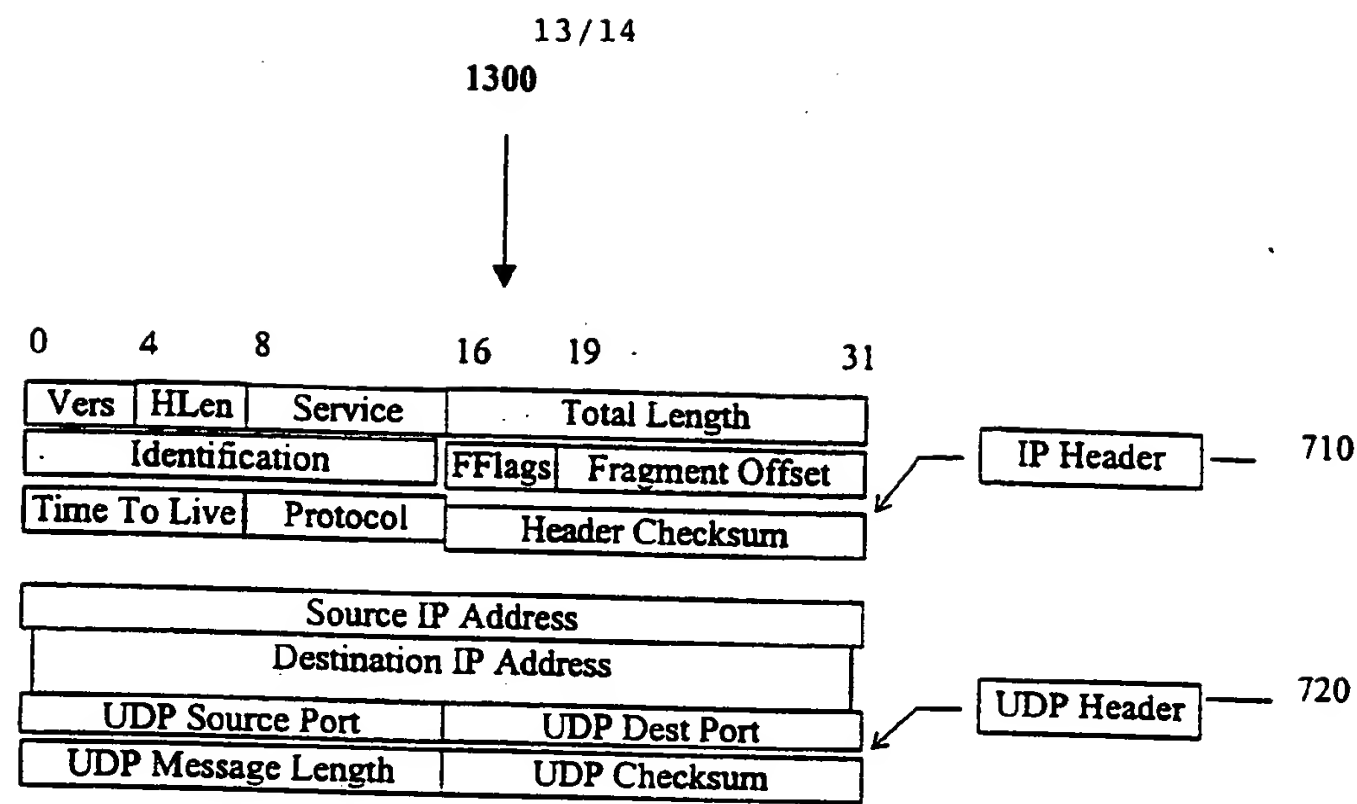 13/14
1300
0 4 8 16 19 31
Vers HLen Service Total Length
Identification FFlags Fragment Offset IP Header 710
Time To Live Protocol Header Checksum
Source IP Address
Destination IP Address
UDP Source Port UDP Dest Port UDP Header 720
UDP Message Length UDP Checksum